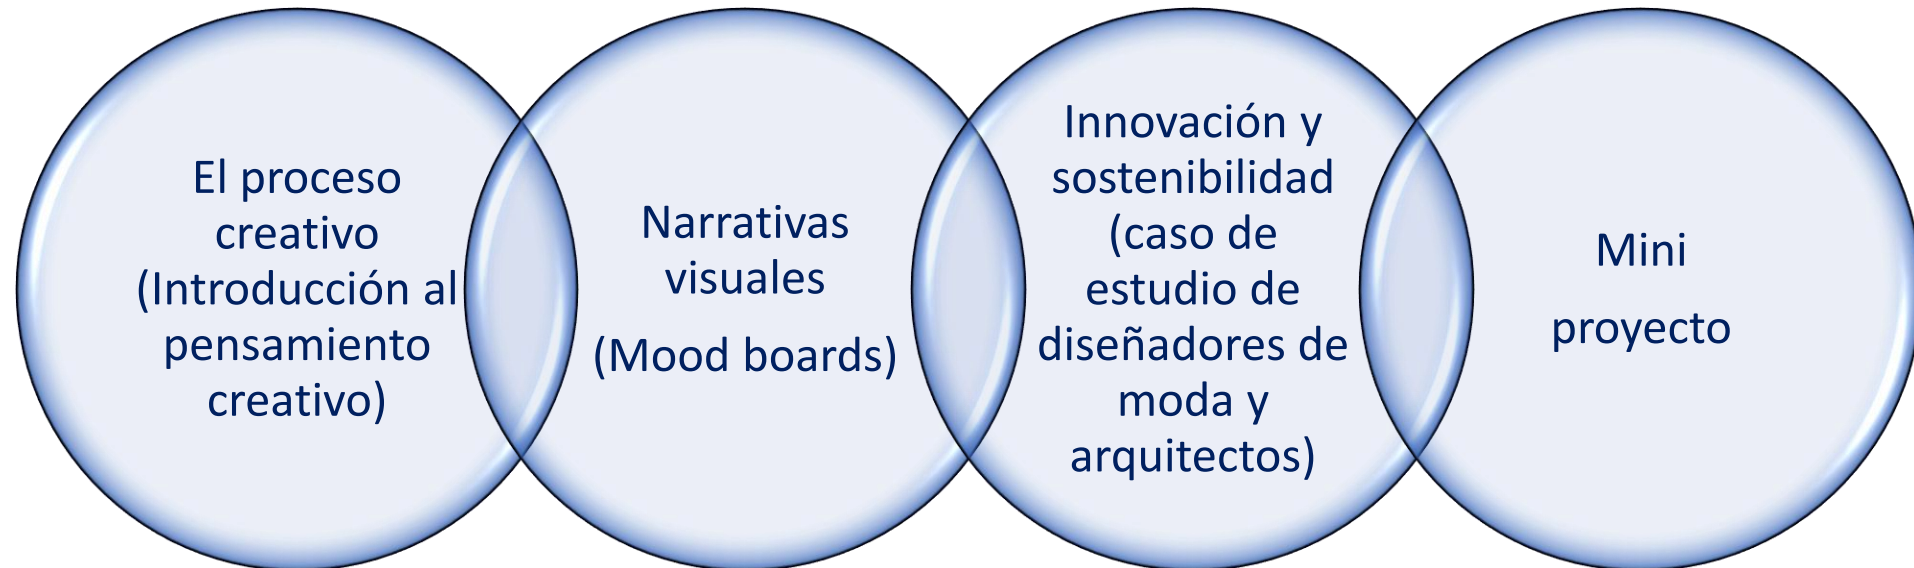 El proceso
creativo
(Introducción al
pensamiento
creativo)
Narrativas
visuales
(Mood boards)
Innovación y
sostenibilidad
(caso de
estudio de
diseñadores de
moda y
arquitectos)
Mini
proyecto